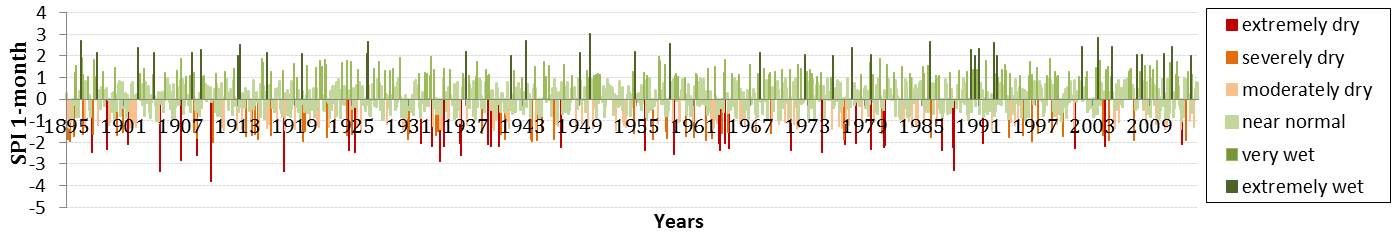 SPI 1-month
4
3
2
1
0
-1
-2
-3
-4
-5
1895 1901 1907 1913 1919 1925 1931 1937 1943 1949 1955 1961 1967 1973 1979 1985 1991 1997 2003 2009
Years
extremely dry
severely dry
moderately dry
near normal
very wet
extremely wet